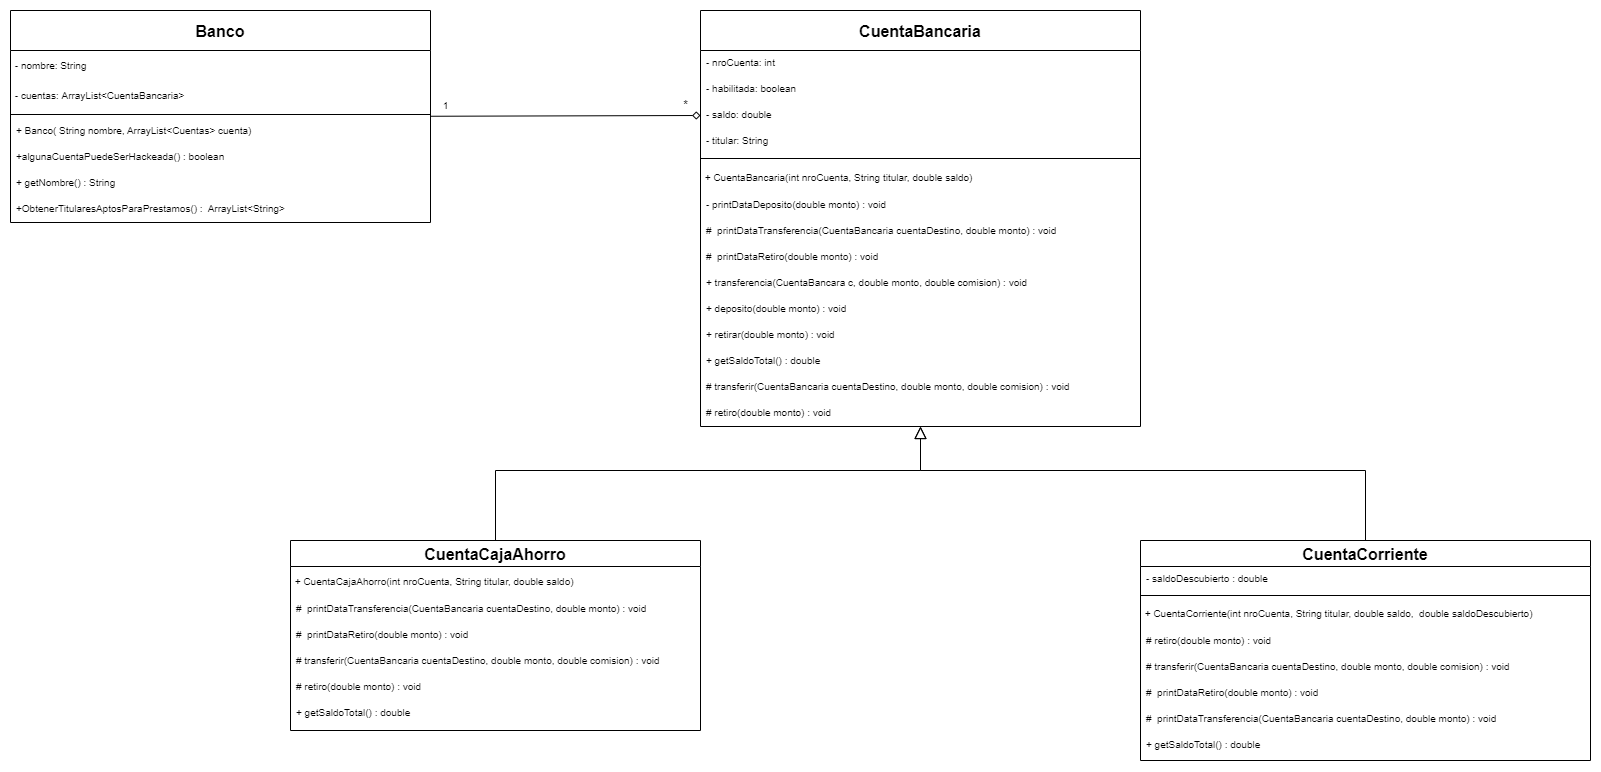 Banco
- nombre: String
- cuentas: ArrayList<CuentaBancaria>
+ Banco( String nombre, ArrayList<Cuentas> cuenta)
+algunaCuentaPuedeSerHackeada() : boolean
+ getNombre() : String
+ObtenerTitularesAptosParaPrestamos() :  ArrayList<String>
1
*
CuentaBancaria
- nroCuenta: int
- habilitada: boolean
- saldo: double
- titular: String
+ CuentaBancaria(int nroCuenta, String titular, double saldo)
- printDataDeposito(double monto) : void
#  printDataTransferencia(CuentaBancaria cuentaDestino, double monto) : void
#  printDataRetiro(double monto) : void
+ transferencia(CuentaBancara c, double monto, double comision) : void
+ deposito(double monto) : void
+ retirar(double monto) : void
+ getSaldoTotal() : double
# transferir(CuentaBancaria cuentaDestino, double monto, double comision) : void
# retiro(double monto) : void
CuentaCajaAhorro
+ CuentaCajaAhorro(int nroCuenta, String titular, double saldo)
#  printDataTransferencia(CuentaBancaria cuentaDestino, double monto) : void
#  printDataRetiro(double monto) : void
# transferir(CuentaBancaria cuentaDestino, double monto, double comision) : void
# retiro(double monto) : void
+ getSaldoTotal() : double
CuentaCorriente
- saldoDescubierto : double
+ CuentaCorriente(int nroCuenta, String titular, double saldo,  double saldoDescubierto)
# retiro(double monto) : void
# transferir(CuentaBancaria cuentaDestino, double monto, double comision) : void
#  printDataRetiro(double monto) : void
#  printDataTransferencia(CuentaBancaria cuentaDestino, double monto) : void
+ getSaldoTotal() : double